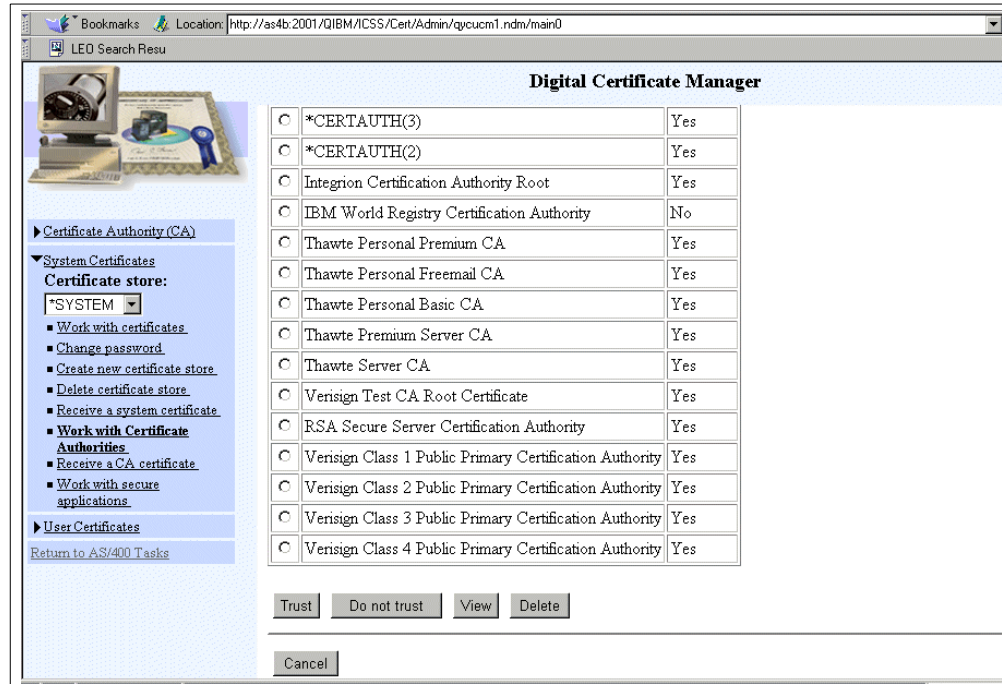 Bookmarks Location: http://as4b:2001/QIBM/ICSS/Cert/Admin/qycucm1.ndm/main0
LEO Search Resu
Digital Certificate Manager
Certificate Authority (CA)
System Certificates
Certificate store:
*SYSTEM
Work with certificates
Change password
Create new certificate store
Delete certificate store
Receive a system certificate
Work with Certificate
Authorities
Receive a CA certificate
Work with secure
applications
User Certificates
Return to AS/400 Tasks
*CERTAUTH(3) Yes
*CERTAUTH(2) Yes
Integrion Certification Authority Root Yes
IBM World Registry Certification Authority No
Thawte Personal Premium CA Yes
Thawte Personal Freemail CA Yes
Thawte Personal Basic CA Yes
Thawte Premium Server CA Yes
Thawte Server CA Yes
Verisign Test CA Root Certificate Yes
RSA Secure Server Certification Authority Yes
Verisign Class 1 Public Primary Certification Authority Yes
Verisign Class 2 Public Primary Certification Authority Yes
Verisign Class 3 Public Primary Certification Authority Yes
Verisign Class 4 Public Primary Certification Authority Yes
Trust Do not trust View Delete
Cancel